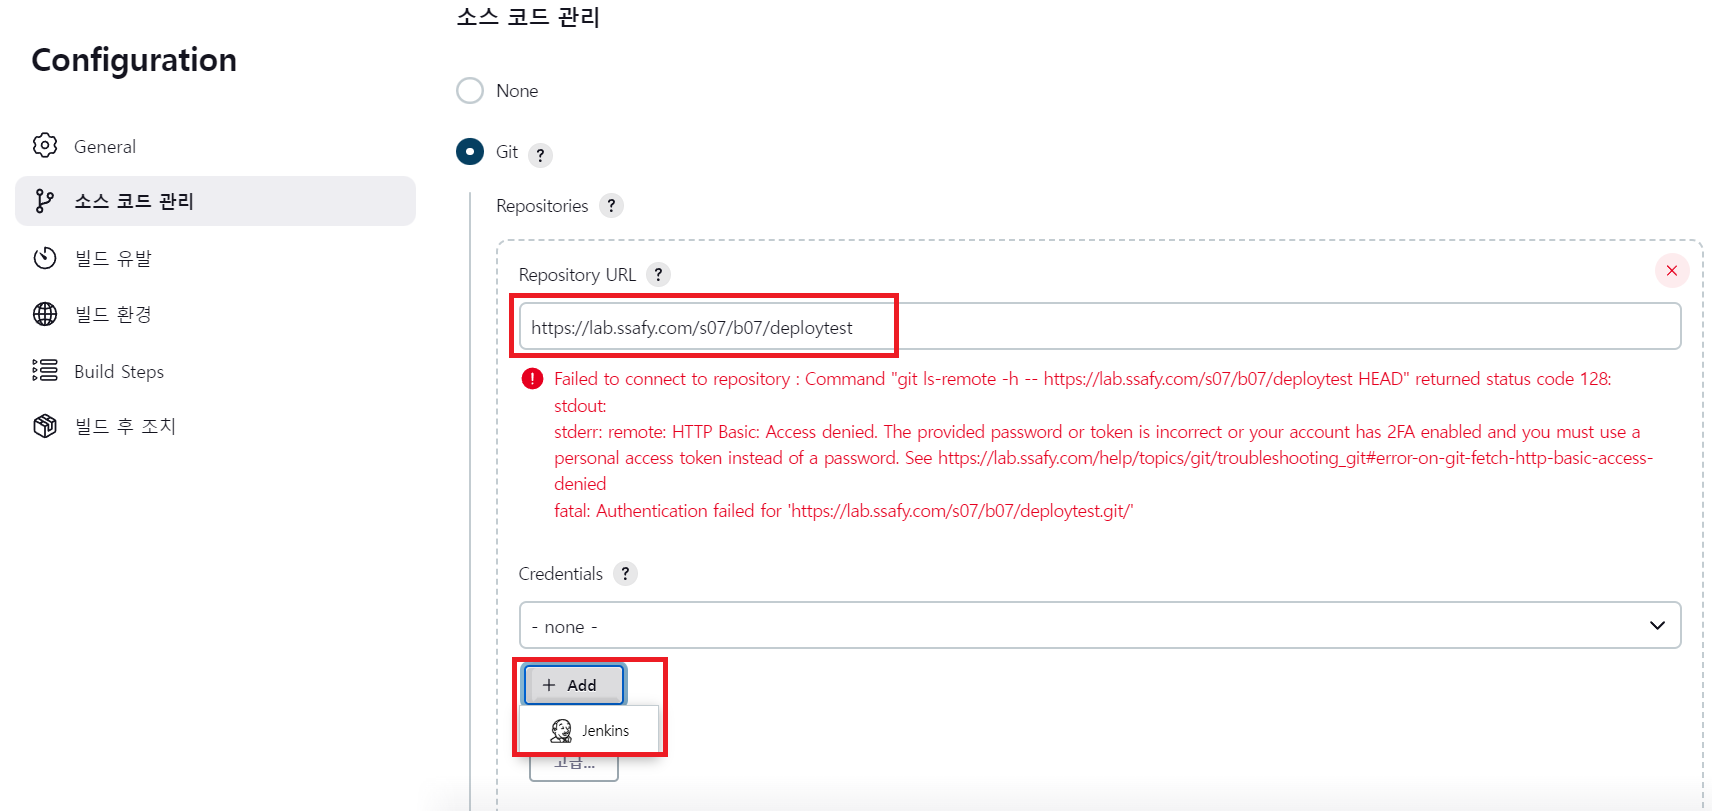 소스 코드 관리
Configuration
None
General
Git ?
소스 코드 관리
Repositories ?
빌드 유발
Repository URL ?
빌드 환경
https://lab.ssafy.com/s07/b07/deploytest
Build Steps
Failed to connect to repository : Command "git ls-remote -h -- https://lab.ssafy.com/s07/b07/deploytest HEAD" returned status code 128:
stdout:
빌드 후 조치
stderr: remote: HTTP Basic: Access denied. The provided password or token is incorrect or your account has 2FA enabled and you must use a
personal access token instead of a password. See https://lab.ssafy.com/help/topics/git/troubleshooting_git#error-on-git-fetch-http-basic-access-
denied
fatal: Authentication failed for 'https://lab.ssafy.com/s07/b07/deploytest.git/'
Credentials ?
- none -
+ Add
Jenkins
고급...